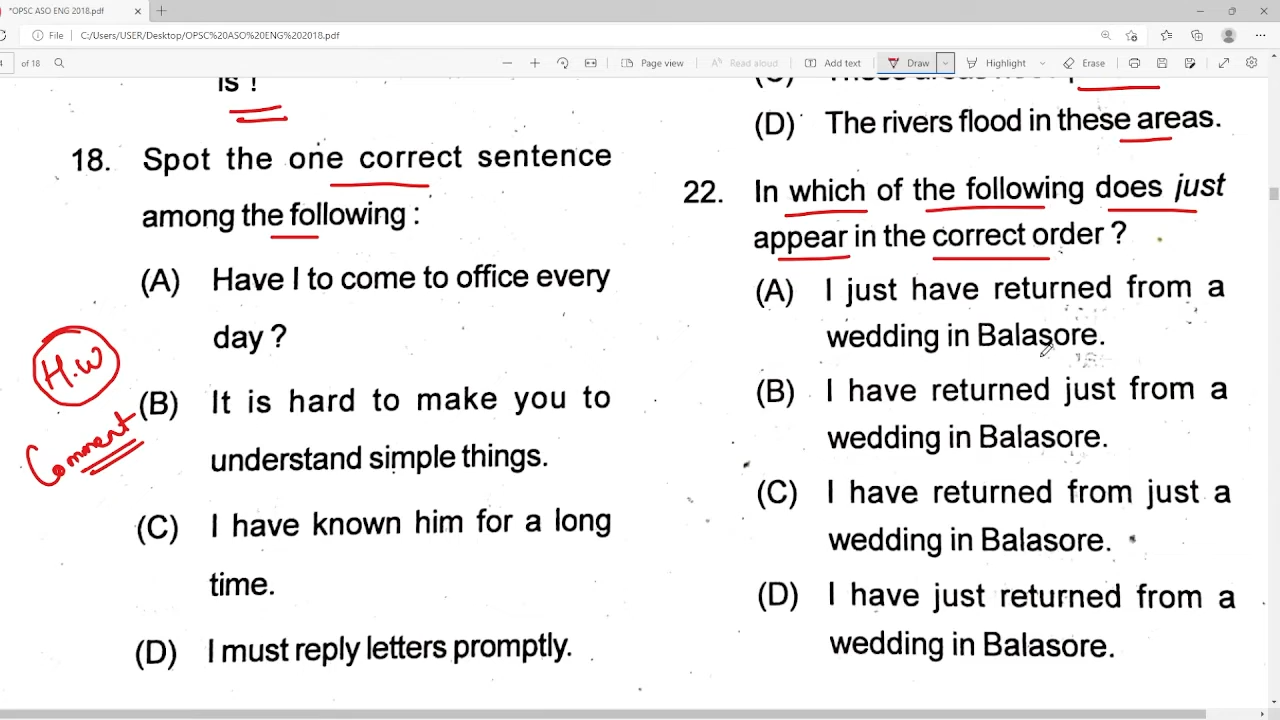 *OPSC ASO ENG 2018.pdf
File
C:/Users/USER/Desktop/OPSC%20ASO%20ENG%202018.pdf
4 of 18
Page view
Read aloud
Add text
Draw
Highlight
Erase
is !
18. Spot the one correct sentence
among the following :
(A) Have I to come to office every
day ?
H.W
(B) It is hard to make you to
Comment
understand simple things.
(C) I have known him for a long
time.
(D) I must reply letters promptly.
(D) The rivers flood in these areas.
22. In which of the following does just
appear in the correct order ?
(A) I just have returned from a
wedding in Balasore.
(B) I have returned just from a
wedding in Balasore.
(C) I have returned from just a
wedding in Balasore.
(D) I have just returned from a
wedding in Balasore.